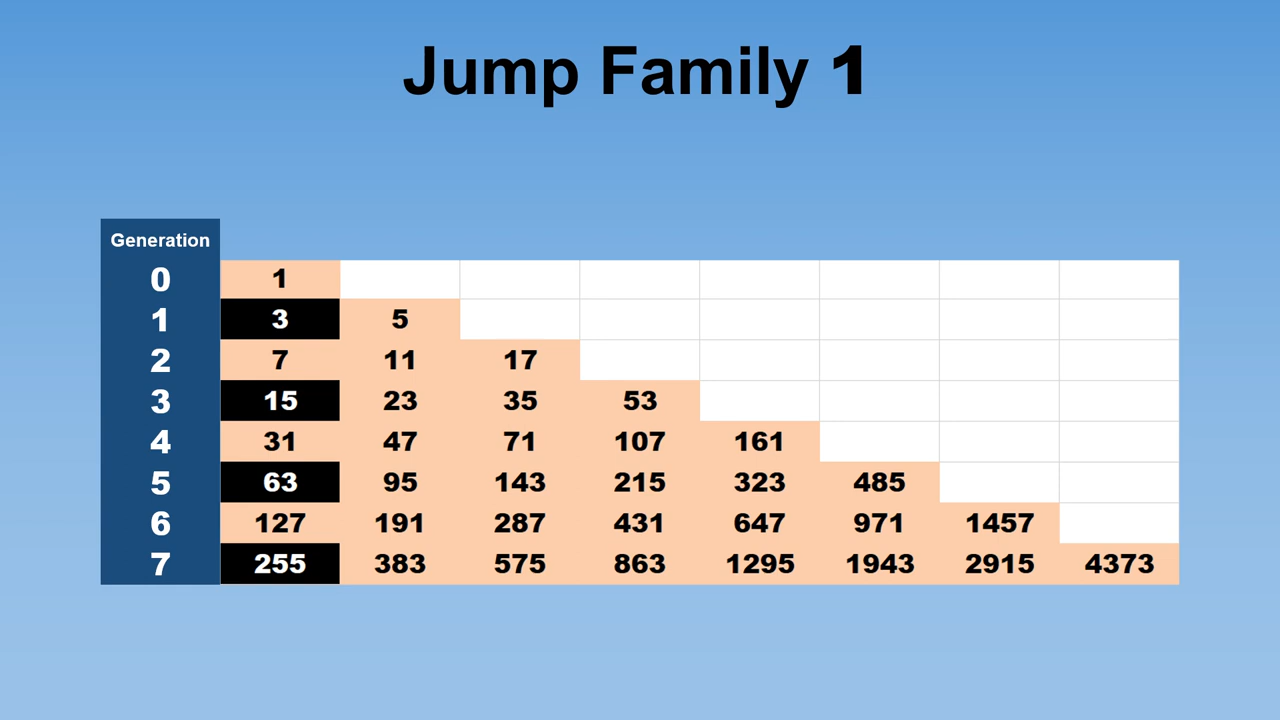 Jump Family 1
Generation
0 1
1 3 5
2 7 11 17
3 15 23 35 53
4 31 47 71 107 161
5 63 95 143 215 323 485
6 127 191 287 431 647 971 1457
7 255 383 575 863 1295 1943 2915 4373